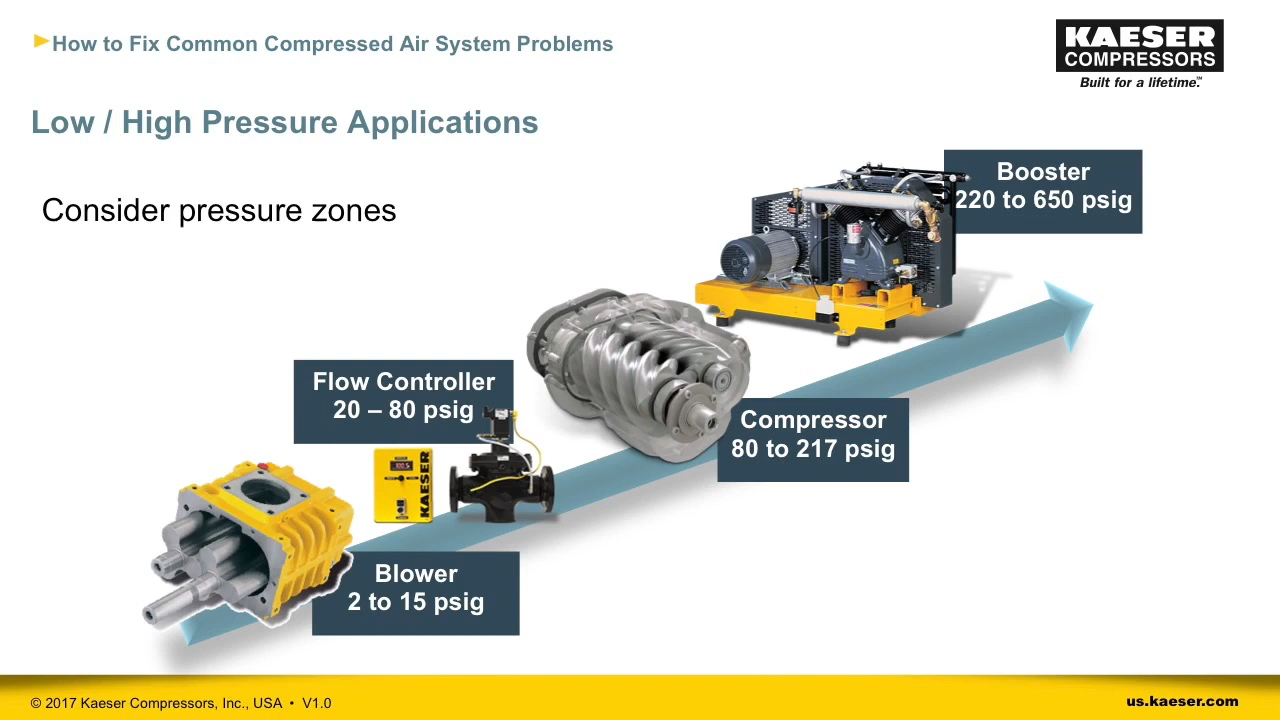 How to Fix Common Compressed Air System Problems
KAESER
COMPRESSORS
Built for a lifetime.™
Low / High Pressure Applications
Consider pressure zones
Booster
220 to 650 psig
Flow Controller
20 – 80 psig
Compressor
80 to 217 psig
KAESER
Blower
2 to 15 psig
© 2017 Kaeser Compressors, Inc., USA • V1.0
us.kaeser.com